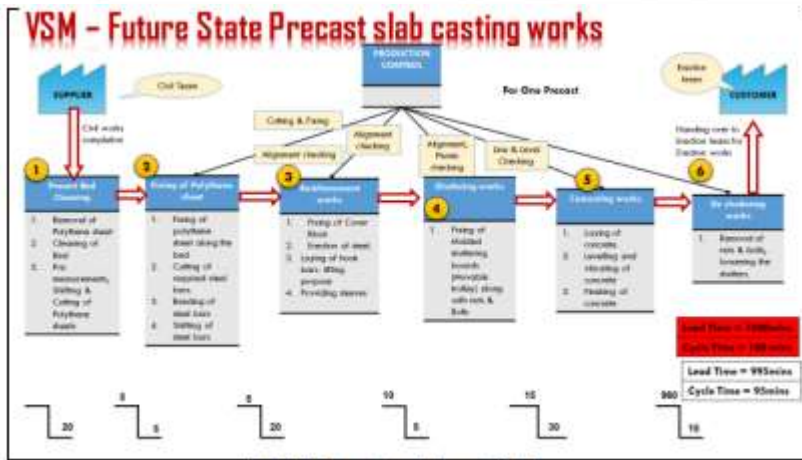 VSM – Future State Precast slab casting works
PRODUCTION
CONTROL
SUPPLIER
Civil Team
Erection
team
CUSTOMER
For One Precast
Civil works
completion
Cutting & Fixing
Alignment checking
Alignment
checking
Alignment,
checking
Line & Level
Checking
Handing over to
Erection team for
Erection works
1
Precast Bed
Cleaning
1. Removal of
Polythene sheet
2. Cleaning of
Bed
3. Pre
measurements,
Shifting &
Cutting of
Polythene
sheets
2
Fixing of Polythene
sheet
1. Fixing of
polythene
sheet along the
bed
2. Cutting of
required steel
bars
3. Bending of
steel bars
4. Shifting of
steel bars
3
Reinforcement
works
1. Fixing of Cover
Block
2. Erection of steel
3. Laying of hook
bars lifting
purpose
4. Providing sleeves
Shuttering works
4
1. Fixing of
Molded
shuttering
boards
(Movable
trolley) along
with nuts &
Bolts
5
Concreting works
1. Laying of
concrete
2. Levelling and
vibrating of
concrete
3. Finishing of
concrete
6
De shuttering
works
1. Removal of
nuts & bolts,
loosening the
shutters
Lead Time =
Cycle Time =
Lead Time = 995mins
Cycle Time = 95mins
20
5
5
20
10
5
15
30
960
15